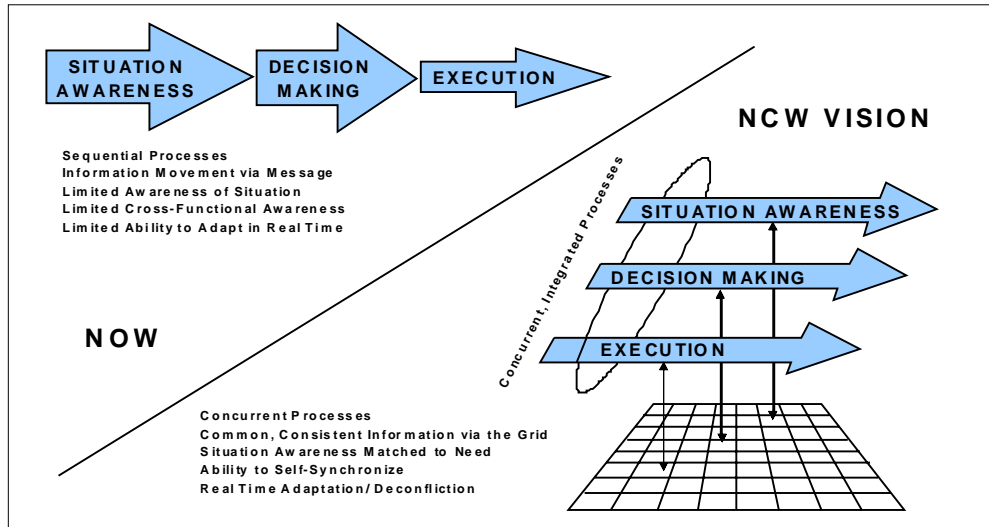 SITUATION
AWARENESS
DECISION
MAKING
EXECUTION
Sequential Processes
Information Movement via Message
Limited Awareness of Situation
Limited Cross-Functional Awareness
Limited Ability to Adapt in Real Time
NOW
NCW VISION
Concurrent, Integrated Processes
SITUATION AWARENESS
DECISION MAKING
EXECUTION
Concurrent Processes
Common, Consistent Information via the Grid
Situation Awareness Matched to Need
Ability to Self-Synchronize
Real Time Adaptation/Deconfliction